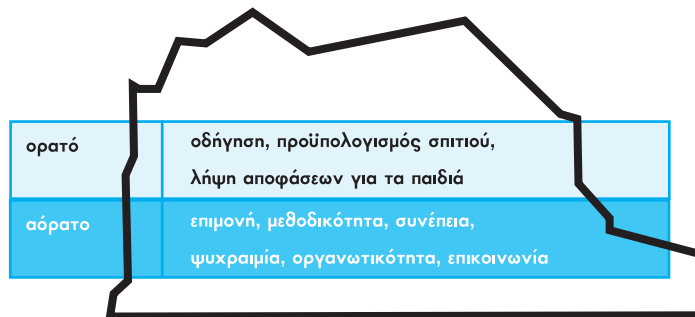 ορατό
οδήγηση, προϋπολογισμός σπιτιού,
λήψη αποφάσεων για τα παιδιά
αόρατο
επιμονή, μεθοδικότητα, συνέπεια,
ψυχραιμία, οργανωτικότητα, επικοινωνία